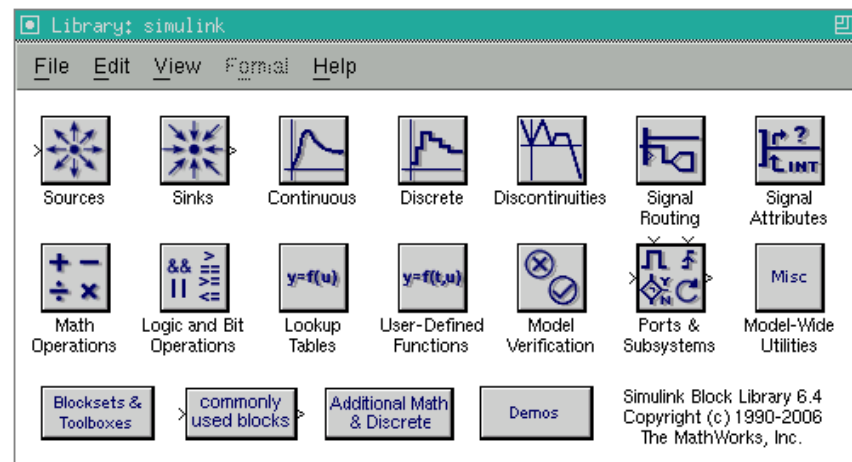 Library: simulink
File Edit View Format Help
Sources
Sinks
Continuous
Discrete
Discontinuities
Signal
Routing
? INT
Signal
Attributes
+ −
÷ ×
Math
Operations
&& > ==
|| >= <=
Logic and Bit
Operations
y=f(u)
Lookup
Tables
y=f(t,u)
User-Defined
Functions
Model
Verification
Y N
Ports &
Subsystems
Misc
Model-Wide
Utilities
Blocksets &
Toolboxes
commonly
used blocks
Additional Math
& Discrete
Demos
Simulink Block Library 6.4
Copyright (c) 1990-2006
The MathWorks, Inc.